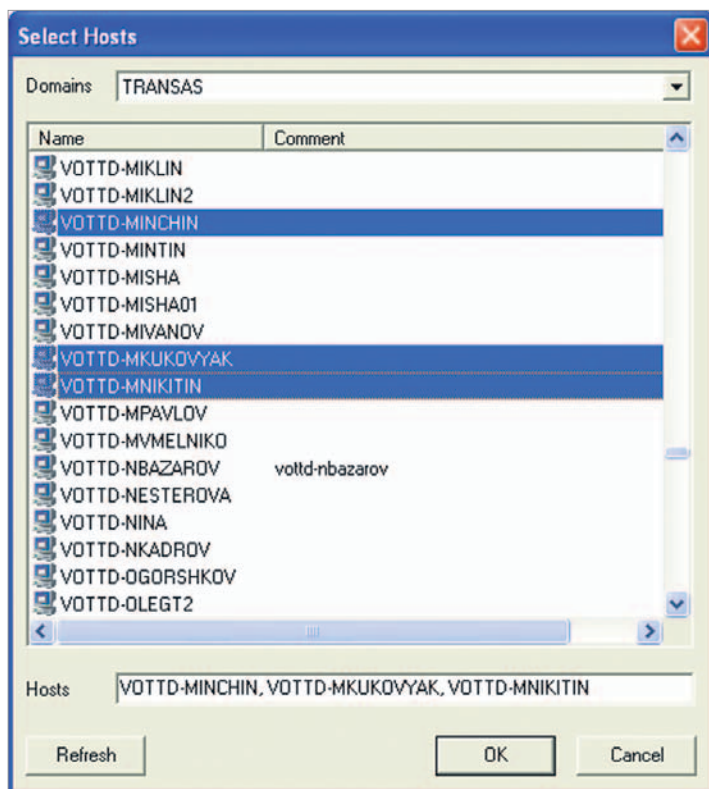 Select Hosts
Domains TRANSAS
Name Comment
VOTTD-MIKLIN
VOTTD-MIKLIN2
VOTTD-MINCHIN
VOTTD-MINTIN
VOTTD-MISHA
VOTTD-MISHA01
VOTTD-MIVANOV
VOTTD-MKUKOVYAK
VOTTD-MNIKITIN
VOTTD-MPAVLOV
VOTTD-MVMELNIKO
VOTTD-NBAZAROV vottd-nbazarov
VOTTD-NESTEROVA
VOTTD-NINA
VOTTD-NKADROV
VOTTD-OGORSHKOV
VOTTD-OLEGT2
Hosts VOTTD-MINCHIN, VOTTD-MKUKOVYAK, VOTTD-MNIKITIN
Refresh OK Cancel